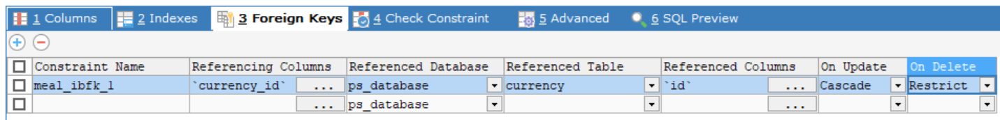 1 Columns 2 Indexes 3 Foreign Keys 4 Check Constraint 5 Advanced 6 SQL Preview
Constraint Name Referencing Columns Referenced Database Referenced Table Referenced Columns On Update On Delete
meal_ibfk_1 `currency_id` ... ps_database currency `id` ... Cascade Restrict
... ps_database ...